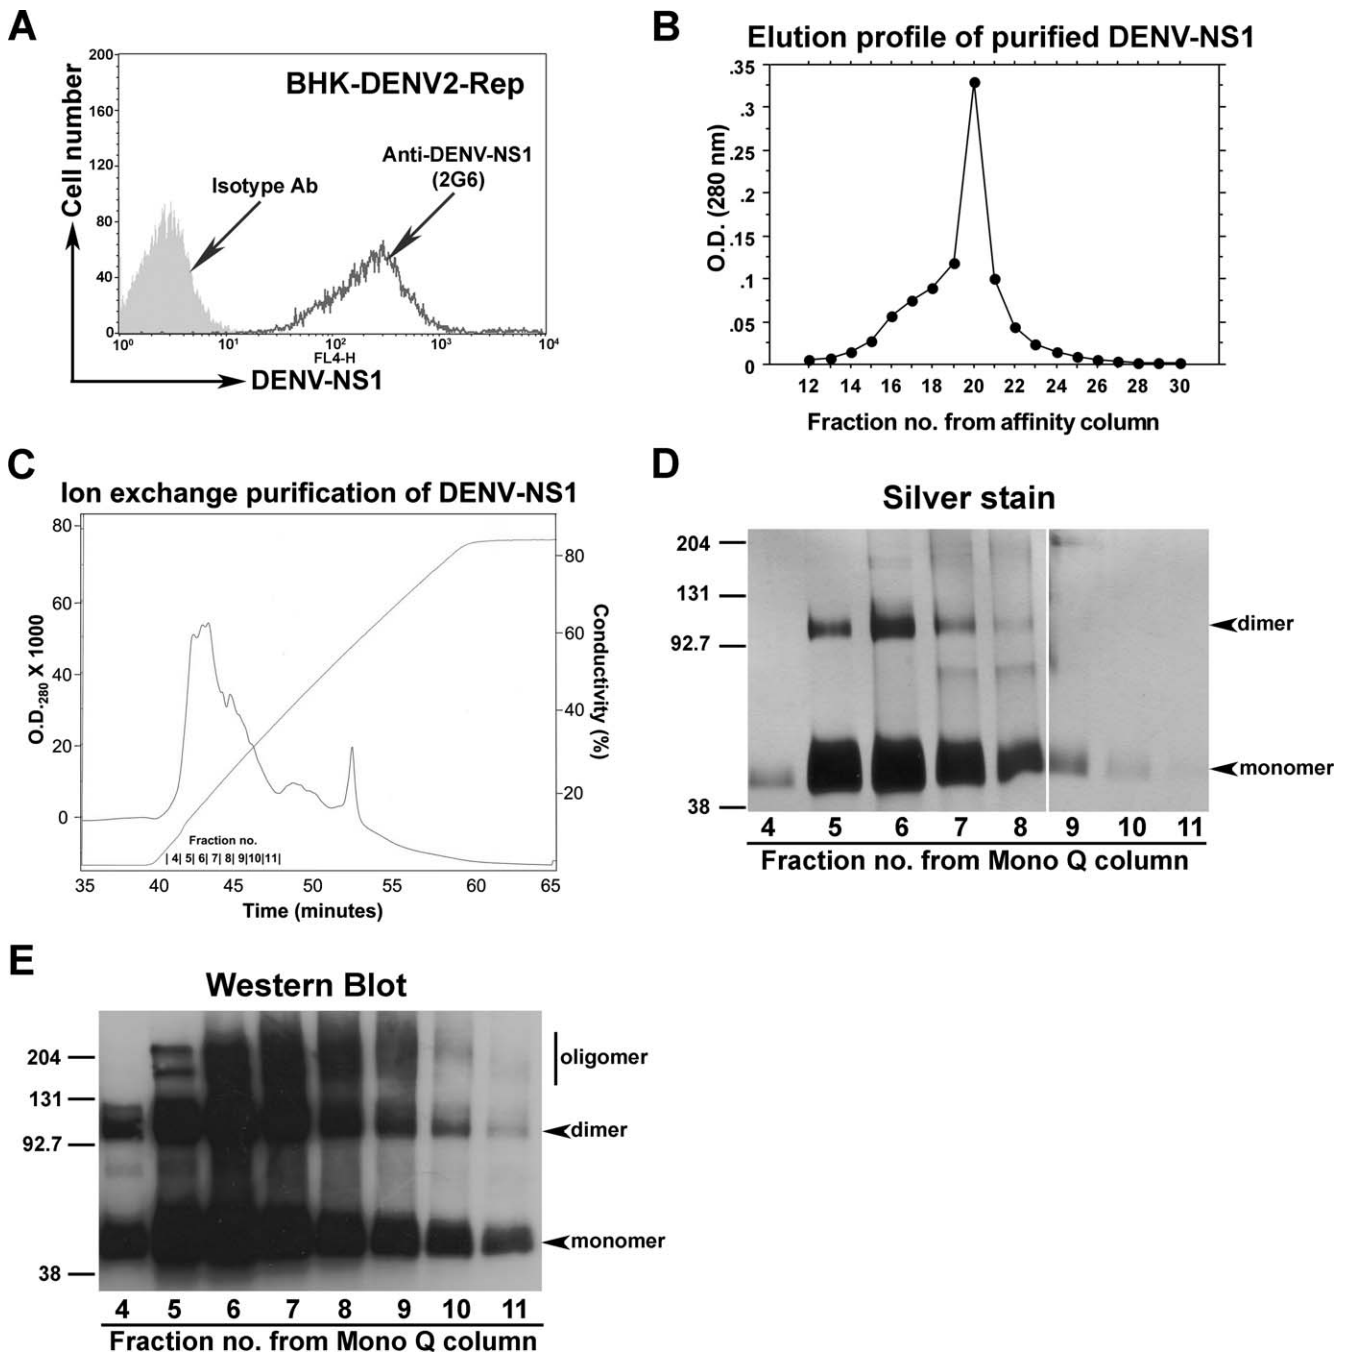 A
BHK-DENV2-Rep
Cell number
200
160
120
80
40
0
Isotype Ab
Anti-DENV-NS1
(2G6)
10⁰ 10¹ 10² 10³ 10⁴
FL4-H
DENV-NS1
B
Elution profile of purified DENV-NS1
O.D. (280 nm)
.35
.3
.25
.2
.15
.1
.05
0
12 14 16 18 20 22 24 26 28 30
Fraction no. from affinity column
C
Ion exchange purification of DENV-NS1
O.D.₂₈₀ X 1000
80
60
40
20
0
Conductivity (%)
80
60
40
20
Fraction no.
| 4| 5| 6| 7| 8| 9|10|11|
35 40 45 50 55 60 65
Time (minutes)
D
Silver stain
204
131
92.7
38
dimer
monomer
4 5 6 7 8 9 10 11
Fraction no. from Mono Q column
E
Western Blot
204
131
92.7
38
oligomer
dimer
monomer
4 5 6 7 8 9 10 11
Fraction no. from Mono Q column